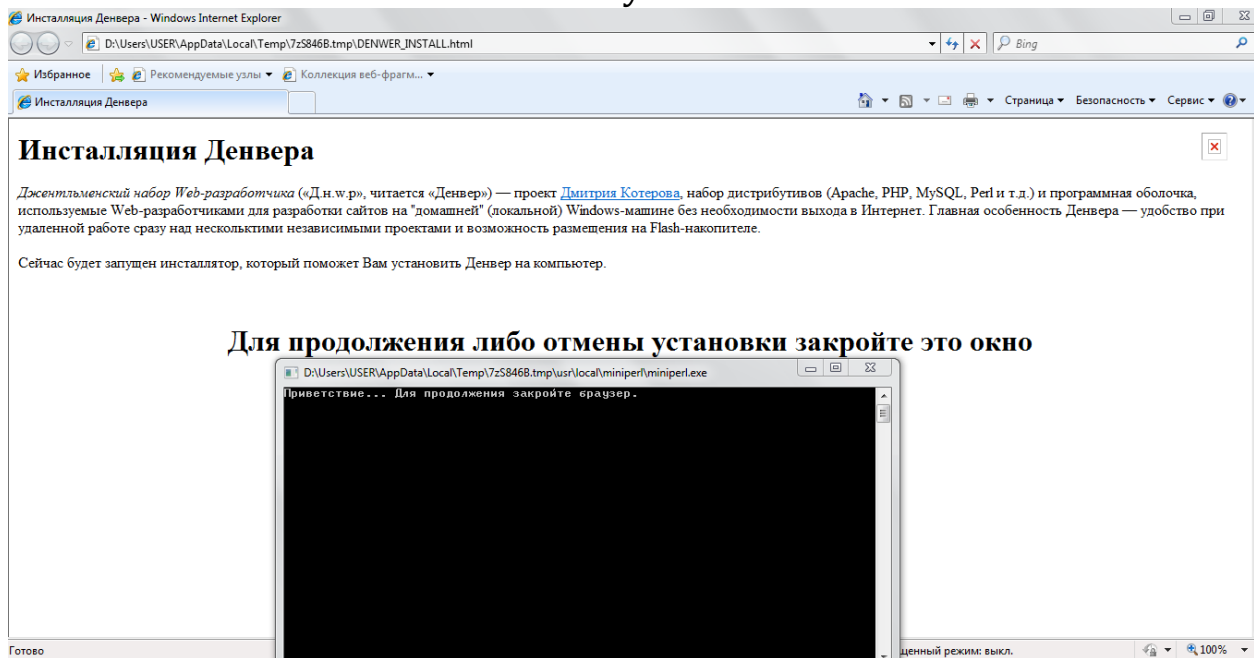 Инсталляция Денвера - Windows Internet Explorer
D:\Users\USER\AppData\Local\Temp\7zS846B.tmp\DENWER_INSTALL.html
Bing
Избранное
Рекомендуемые узлы
Коллекция веб-фрагм...
Инсталляция Денвера
Страница
Безопасность
Сервис
Инсталляция Денвера
Джентльменский набор Web-разработчика («Д.н.w.р», читается «Денвер») — проект Дмитрия Котерова, набор дистрибутивов (Apache, PHP, MySQL, Perl и т.д.) и программная оболочка,
используемые Web-разработчиками для разработки сайтов на "домашней" (локальной) Windows-машине без необходимости выхода в Интернет. Главная особенность Денвера — удобство при
удаленной работе сразу над нескольктими независимыми проектами и возможность размещения на Flash-накопителе.
Сейчас будет запущен инсталлятор, который поможет Вам установить Денвер на компьютер.
Для продолжения либо отмены установки закройте это окно
D:\Users\USER\AppData\Local\Temp\7zS846B.tmp\usr\local\miniperl\miniperl.exe
Приветствие... Для продолжения закройте браузер.
Готово
щенный режим: выкл.
100%